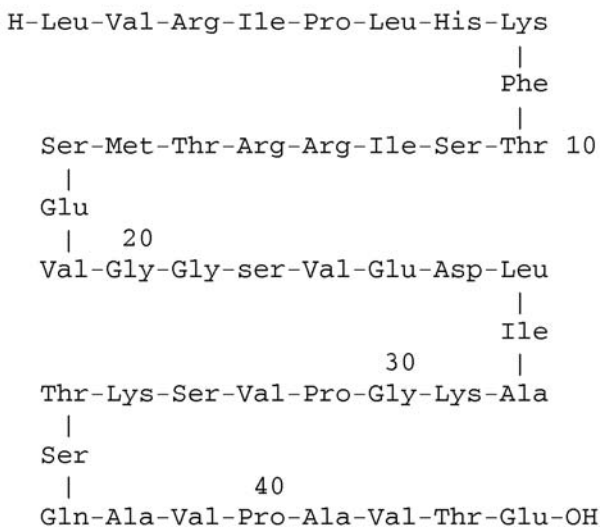 H-Leu-Val-Arg-Ile-Pro-Leu-His-Lys
|
Phe
|
Ser-Met-Thr-Arg-Arg-Ile-Ser-Thr 10
|
Glu
| 20
Val-Gly-Gly-ser-Val-Glu-Asp-Leu
|
Ile
30 |
Thr-Lys-Ser-Val-Pro-Gly-Lys-Ala
|
Ser
| 40
Gln-Ala-Val-Pro-Ala-Val-Thr-Glu-OH